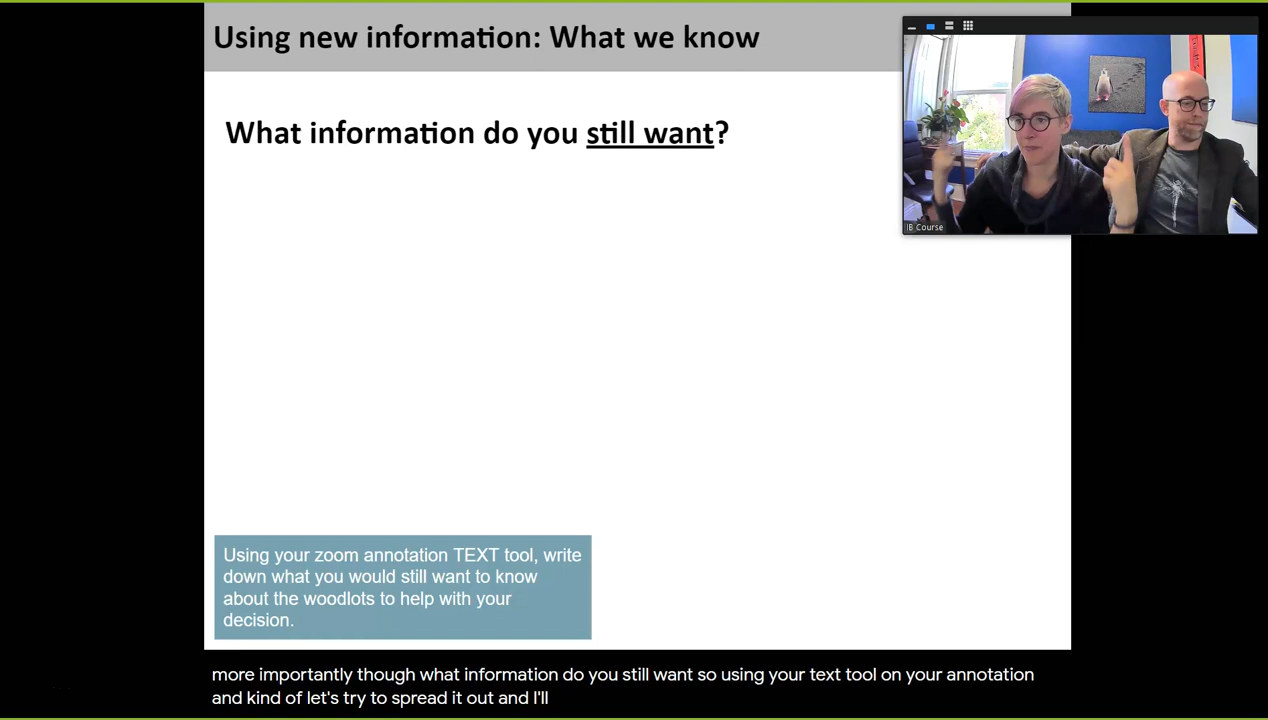 Using new information: What we know
What information do you still want?
IB Course
Using your zoom annotation TEXT tool, write
down what you would still want to know
about the woodlots to help with your
decision.
more importantly though what information do you still want so using your text tool on your annotation
and kind of let's try to spread it out and I'll